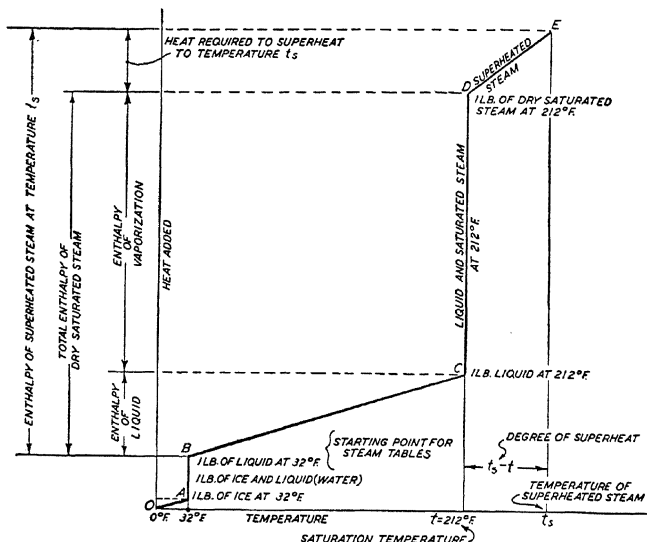 HEAT REQUIRED TO SUPERHEAT
TO TEMPERATURE ts
E
SUPERHEATED
STEAM
D
1 LB. OF DRY SATURATED
STEAM AT 212°F.
ENTHALPY OF SUPERHEATED STEAM AT TEMPERATURE ts
TOTAL ENTHALPY OF
DRY SATURATED STEAM
ENTHALPY
OF
VAPORIZATION
HEAT ADDED
LIQUID AND SATURATED STEAM
AT 212°F.
ENTHALPY
OF
LIQUID
C
1 LB. LIQUID AT 212°F.
B
1 LB. OF LIQUID AT 32°F.
STARTING POINT FOR
STEAM TABLES
DEGREE OF SUPERHEAT
ts-t
1 LB. OF ICE AND LIQUID (WATER)
A
1 LB. OF ICE AT 32°F.
TEMPERATURE OF
SUPERHEATED STEAM
O
0°F.
32°F.
TEMPERATURE
t=212°F.
ts
SATURATION TEMPERATURE